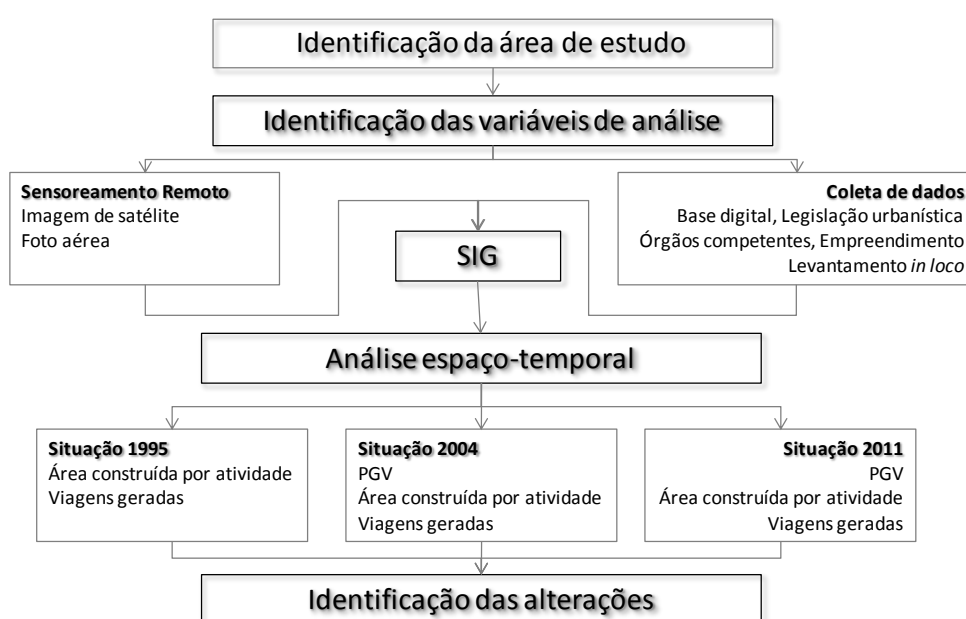 Identificação da área de estudo
Identificação das variáveis de análise
Sensoreamento Remoto
Imagem de satélite
Foto aérea
Coleta de dados
Base digital, Legislação urbanística
Órgãos competentes, Empreendimento
Levantamento in loco
SIG
Análise espaço-temporal
Situação 1995
Área construída por atividade
Viagens geradas
Situação 2004
PGV
Área construída por atividade
Viagens geradas
Situação 2011
PGV
Área construída por atividade
Viagens geradas
Identificação das alterações